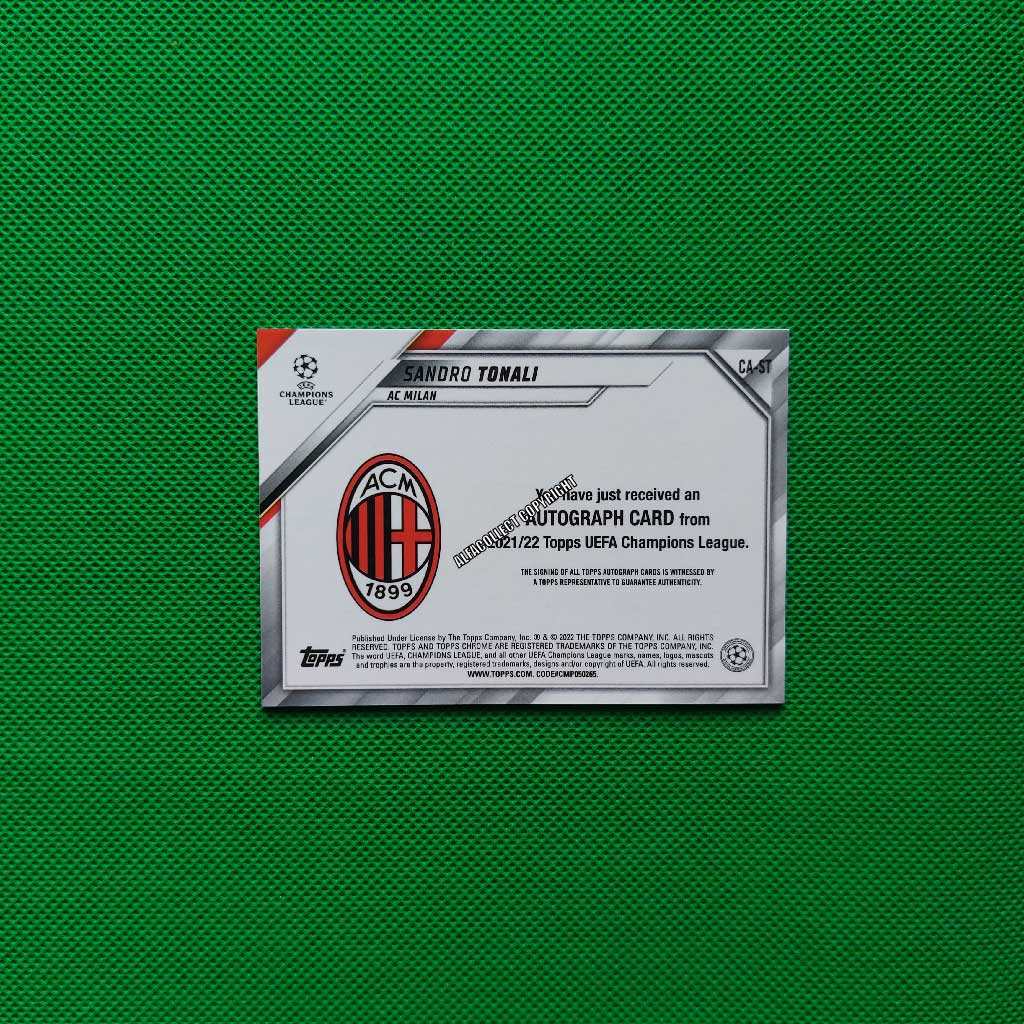 UEFA
CHAMPIONS
LEAGUE
SANDRO TONALI
AC MILAN
CA-ST
ACM
1899
You have just received an
AUTOGRAPH CARD from
2021/22 Topps UEFA Champions League.
ALFACOLLECT COPYRIGHT
THE SIGNING OF ALL TOPPS AUTOGRAPH CARDS IS WITNESSED BY
A TOPPS REPRESENTATIVE TO GUARANTEE AUTHENTICITY.
topps
Published Under License by The Topps Company, Inc. ® & © 2022 THE TOPPS COMPANY, INC. ALL RIGHTS
RESERVED. TOPPS AND TOPPS CHROME ARE REGISTERED TRADEMARKS OF THE TOPPS COMPANY, INC.
The word UEFA, CHAMPIONS LEAGUE, and all other UEFA Champions League marks, names, logos, mascots
and trophies are the property, registered trademarks, designs and/or copyright of UEFA. All rights reserved.
WWW.TOPPS.COM. CODE#CMP050265.